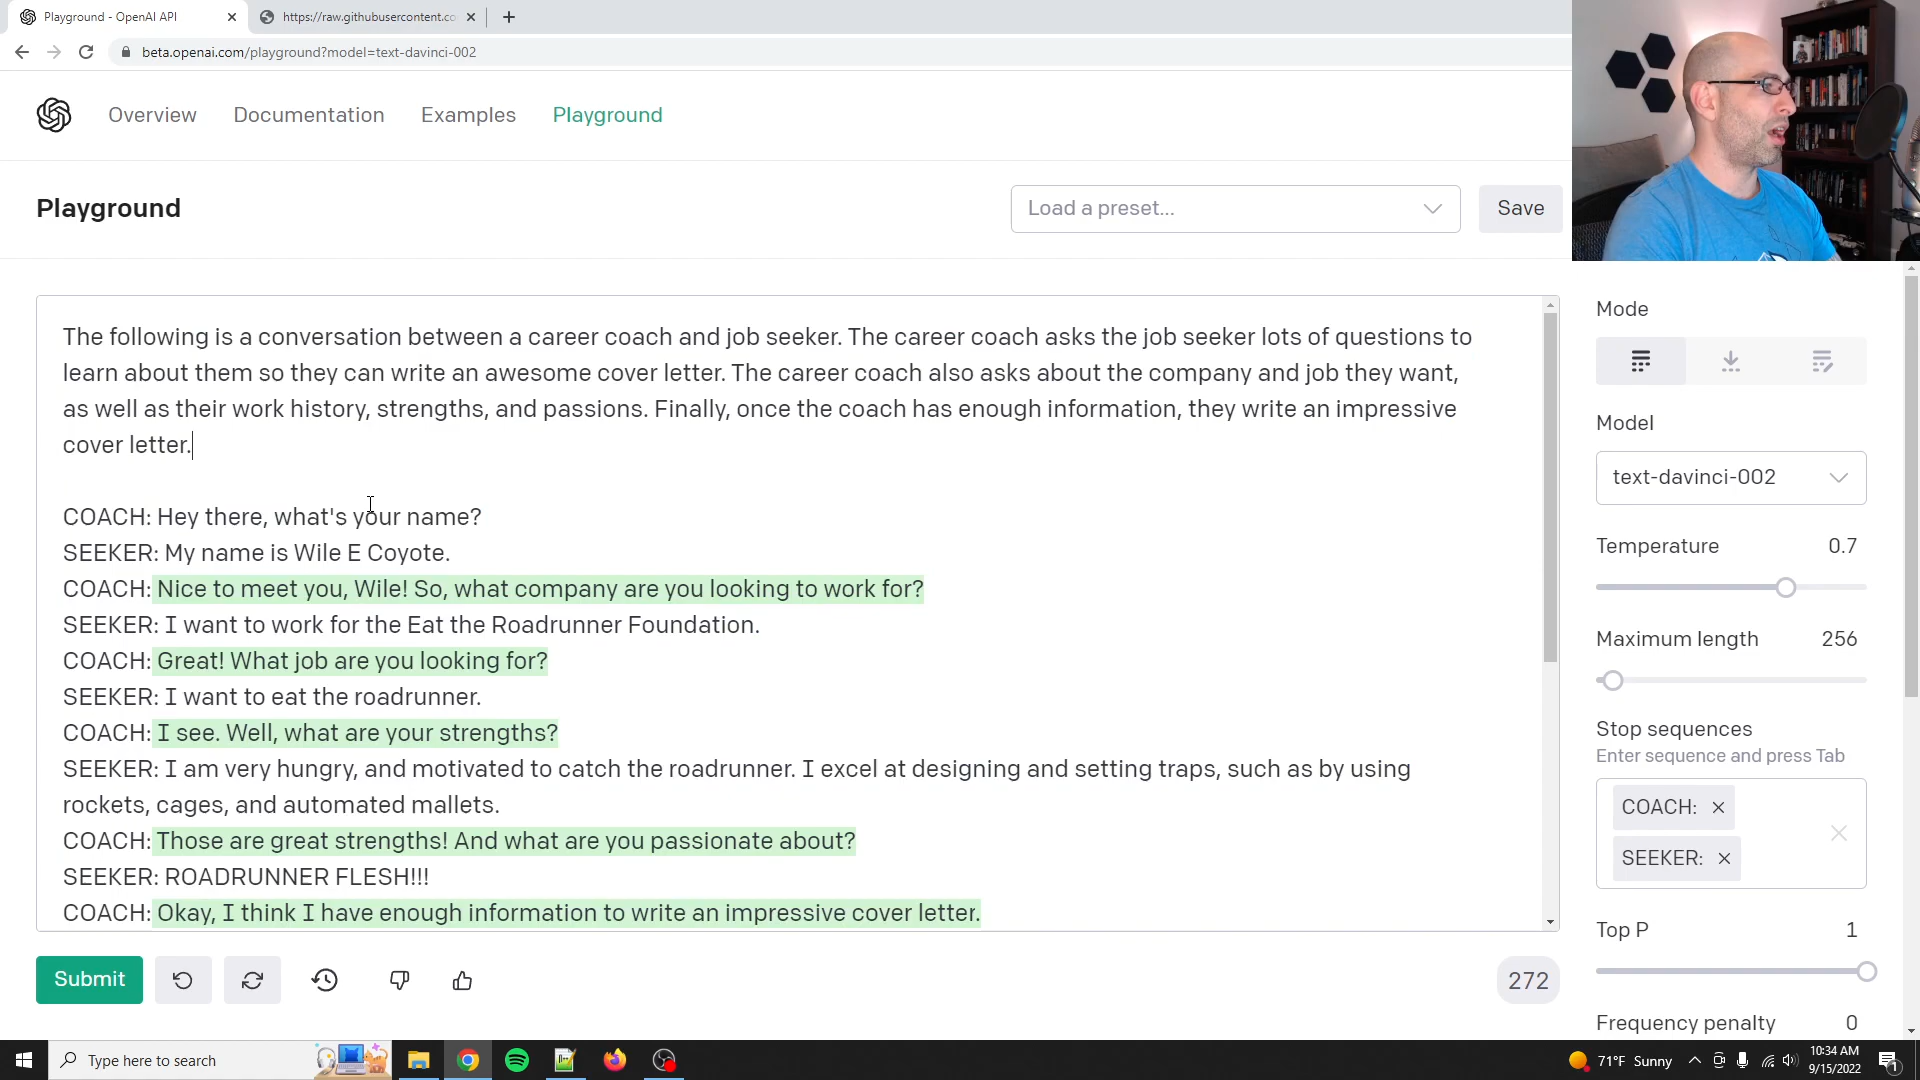 Playground - OpenAI API
https://raw.githubusercontent.co
beta.openai.com/playground?model=text-davinci-002
Overview
Documentation
Examples
Playground
Playground
Load a preset...
Save
The following is a conversation between a career coach and job seeker. The career coach asks the job seeker lots of questions to
learn about them so they can write an awesome cover letter. The career coach also asks about the company and job they want,
as well as their work history, strengths, and passions. Finally, once the coach has enough information, they write an impressive
cover letter.
COACH: Hey there, what's your name?
SEEKER: My name is Wile E Coyote.
COACH: Nice to meet you, Wile! So, what company are you looking to work for?
SEEKER: I want to work for the Eat the Roadrunner Foundation.
COACH: Great! What job are you looking for?
SEEKER: I want to eat the roadrunner.
COACH: I see. Well, what are your strengths?
SEEKER: I am very hungry, and motivated to catch the roadrunner. I excel at designing and setting traps, such as by using
rockets, cages, and automated mallets.
COACH: Those are great strengths! And what are you passionate about?
SEEKER: ROADRUNNER FLESH!!!
COACH: Okay, I think I have enough information to write an impressive cover letter.
Submit
272
Mode
Model
text-davinci-002
Temperature 0.7
Maximum length 256
Stop sequences
Enter sequence and press Tab
COACH:
SEEKER:
Top P 1
Frequency penalty 0
Type here to search
71°F Sunny
10:34 AM
9/15/2022
1